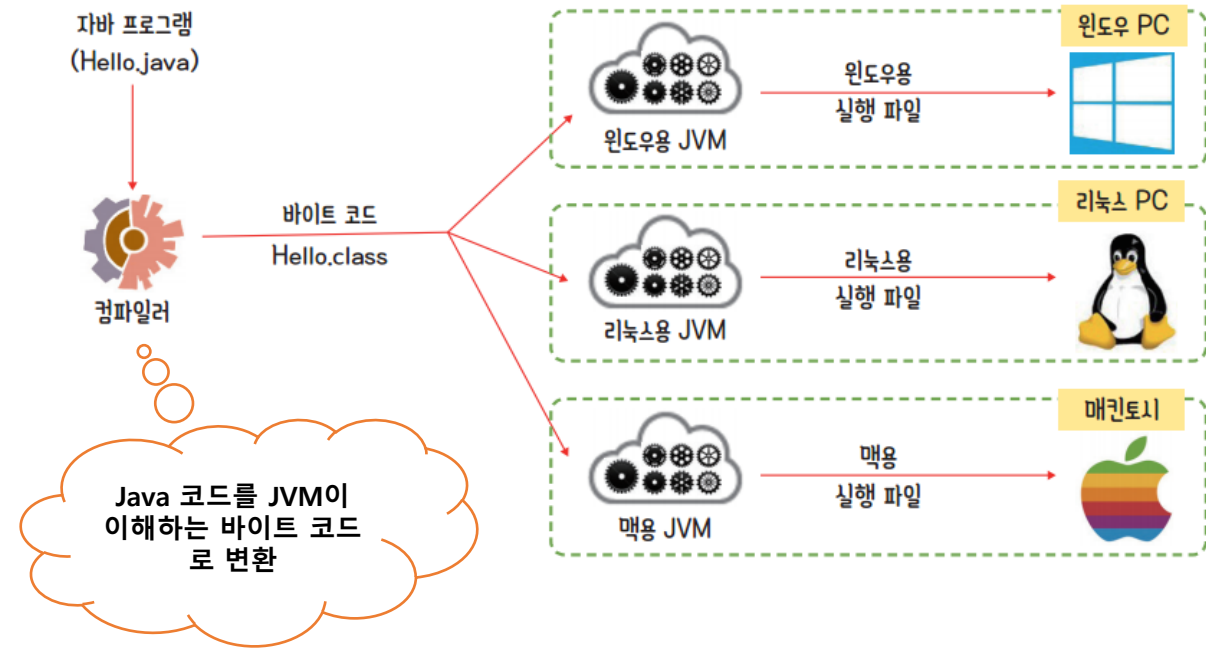 자바 프로그램
(Hello.java)
컴파일러
바이트 코드
Hello.class
Java 코드를 JVM이
이해하는 바이트 코드
로 변환
윈도우 PC
윈도우용 JVM
윈도우용
실행 파일
리눅스 PC
리눅스용 JVM
리눅스용
실행 파일
매킨토시
맥용 JVM
맥용
실행 파일